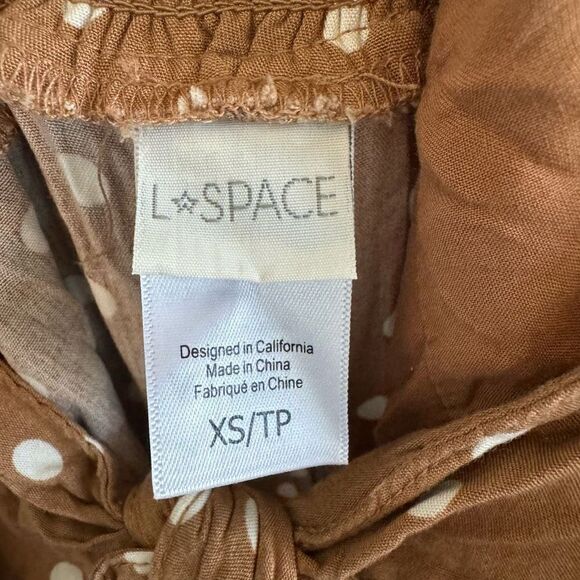 L☆SPACE
Designed in California
Made in China
Fabriqué en Chine
XS/TP